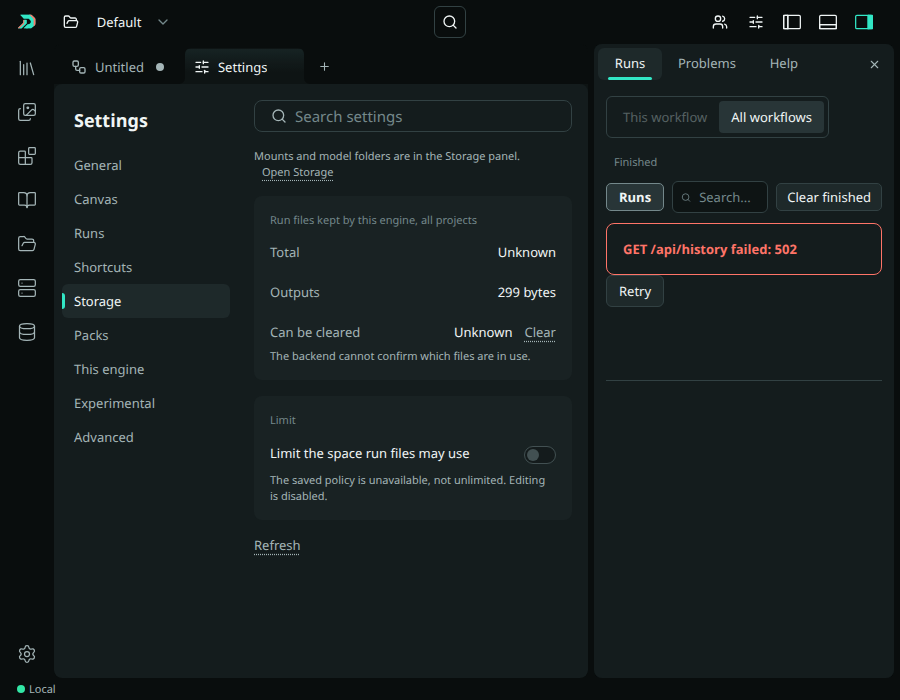 Default
Untitled
Settings
Runs
Problems
Help
Settings
General
Canvas
Runs
Shortcuts
Storage
Packs
This engine
Experimental
Advanced
Search settings
Mounts and model folders are in the Storage panel.
Open Storage
Run files kept by this engine, all projects
Total Unknown
Outputs 299 bytes
Can be cleared Unknown Clear
The backend cannot confirm which files are in use.
Limit
Limit the space run files may use
The saved policy is unavailable, not unlimited. Editing
is disabled.
Refresh
This workflow All workflows
Finished
Runs Search... Clear finished
GET /api/history failed: 502
Retry
Local